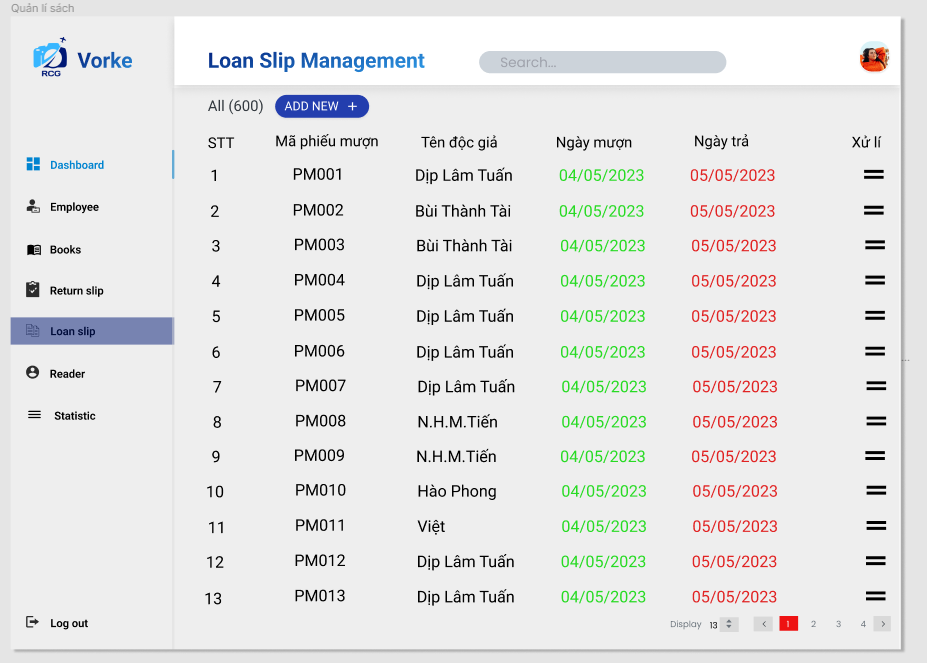 Quản lí sách
RCG
Vorke
Loan Slip Management
Search...
All (600)
ADD NEW +
Dashboard
Employee
Books
Return slip
Loan slip
Reader
Statistic
Log out
STT Mã phiếu mượn Tên độc giả Ngày mượn Ngày trả Xử lí
1 PM001 Dịp Lâm Tuấn 04/05/2023 05/05/2023
2 PM002 Bùi Thành Tài 04/05/2023 05/05/2023
3 PM003 Bùi Thành Tài 04/05/2023 05/05/2023
4 PM004 Dịp Lâm Tuấn 04/05/2023 05/05/2023
5 PM005 Dịp Lâm Tuấn 04/05/2023 05/05/2023
6 PM006 Dịp Lâm Tuấn 04/05/2023 05/05/2023
7 PM007 Dịp Lâm Tuấn 04/05/2023 05/05/2023
8 PM008 N.H.M.Tiến 04/05/2023 05/05/2023
9 PM009 N.H.M.Tiến 04/05/2023 05/05/2023
10 PM010 Hào Phong 04/05/2023 05/05/2023
11 PM011 Việt 04/05/2023 05/05/2023
12 PM012 Dịp Lâm Tuấn 04/05/2023 05/05/2023
13 PM013 Dịp Lâm Tuấn 04/05/2023 05/05/2023
Display 13 < 1 2 3 4 >